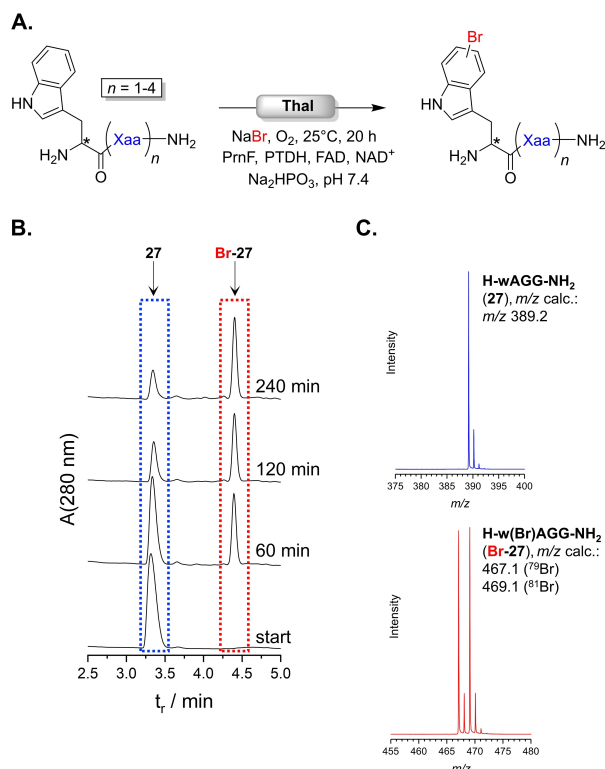 A.
n = 1-4
HN
H2N
*
O
(Xaa)n
NH2
Thal
NaBr, O2, 25°C, 20 h
PrnF, PTDH, FAD, NAD+
Na2HPO3, pH 7.4
Br
HN
H2N
*
O
(Xaa)n
NH2
B.
27
Br-27
240 min
120 min
60 min
start
A(280 nm)
2.5 3.0 3.5 4.0 4.5 5.0
tr / min
C.
H-wAGG-NH2
(27), m/z calc.:
m/z 389.2
Intensity
375 380 385 390 395 400
m/z
H-w(Br)AGG-NH2
(Br-27), m/z calc.:
467.1 (79Br)
469.1 (81Br)
Intensity
455 460 465 470 475 480
m/z